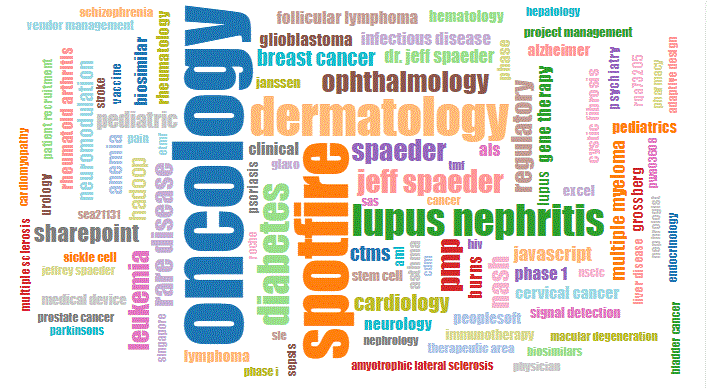 schizophrenia
vendor management
oncology
follicular lymphoma
hematology
hepatology
glioblastoma
infectious disease
project management
breast cancer
dr. jeff spaeder
phase
alzheimer
janssen
ophthalmology
dermatology
regulatory
gene therapy
lupus
cystic fibrosis
psychiatry
rqa73205
pharmacy
adaptive design
pediatrics
patient recruitment
rheumatoid arthritis
neuromodulation
stroke
vaccine
biosimilar
rheumatology
pediatric
cardiomyopathy
urology
anemia
pain
hadoop
etmf
rare disease
clinical
glaxo
psoriasis
spotfire
spaeder
tmf
als
jeff spaeder
sas
cancer
excel
multiple myeloma
grossberg
pwa03608
nephrologist
sea21131
sharepoint
multiple sclerosis
sickle cell
jeffrey spaeder
leukemia
diabetes
roche
lupus nephritis
ctms
aml
asthma
cdm
pmp
hiv
burns
nash
javascript
phase 1
nsclc
liver disease
endocrinology
stem cell
medical device
cardiology
cervical cancer
prostate cancer
parkinsons
singapore
neurology
peoplesoft
signal detection
bladder cancer
lymphoma
sle
sepsis
nephrology
immunotherapy
macular degeneration
therapeutic area
biosimilars
phase i
amyotrophic lateral sclerosis
physician